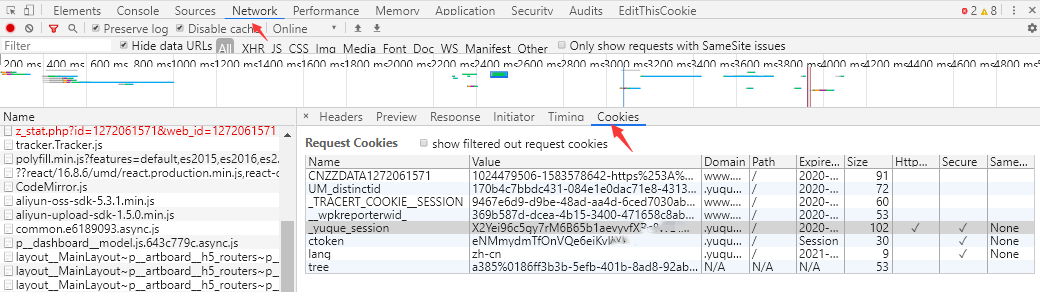 Elements Console Sources Network Performance Memory Application Security Audits EditThisCookie 2 8
Preserve log Disable cache Online
Filter Hide data URLs All XHR JS CSS Img Media Font Doc WS Manifest Other Only show requests with SameSite issues
200 ms 400 ms 600 ms 800 ms 1000 ms 1200 ms 1400 ms 1600 ms 1800 ms 2000 ms 2200 ms 2400 ms 2600 ms 2800 ms 3000 ms 3200 ms 3400 ms 3600 ms 3800 ms 4000 ms 4200 ms 4400 ms 4600 ms 4800 ms
Name × Headers Preview Response Initiator Timing Cookies
z_stat.php?id=1272061571&web_id=1272061571
tracker.Tracker.js
polyfill.min.js?features=default,es2015,es2016,es2...
??react/16.8.6/umd/react.production.min.js,react-d
CodeMirror.js
aliyun-oss-sdk-5.3.1.min.js
aliyun-upload-sdk-1.5.0.min.js
common.e6189093.async.js
p__dashboard__model.js.643c779c.async.js
layout__MainLayout~p__artboard__h5_routers~p_...
layout__MainLayout~p__artboard__h5_routers~p_...
layout__MainLayout~p__artboard__h5_routers~p_...
Request Cookies show filtered out request cookies
Name Value Domain Path Expire... Size Http... Secure Same...
CNZZDATA1272061571 1024479506-1583578642-https%253A%... www.... / 2020-... 91
UM_distinctid 170b4c7bbdc431-084e1e0dac71e8-4313... .yuqu... / 2020-... 72
_TRACERT_COOKIE__SESSION 9467e6d9-d9be-48ad-aa4d-6ced7030ab... .yuqu... / 2020-... 60
__wpkreporterwid_ 369b587d-dcea-4b15-3400-471658c8ab... www.... / 2020-... 53
_yuque_session .yuqu... / 2020-... 102 ✓ ✓ None
ctoken .yuqu... / Session 30 ✓ None
lang zh-cn .yuqu... / 2021-... 9 ✓ None
tree a385%0186ff3b3b-5efb-401b-8ad8-92ab... N/A N/A N/A 53